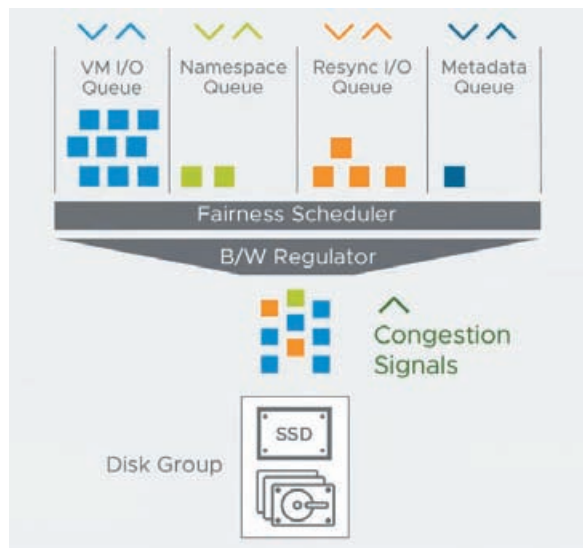 VM I/O
Queue
Namespace
Queue
Resync I/O
Queue
Metadata
Queue
Fairness Scheduler
B/W Regulator
Congestion
Signals
SSD
Disk Group